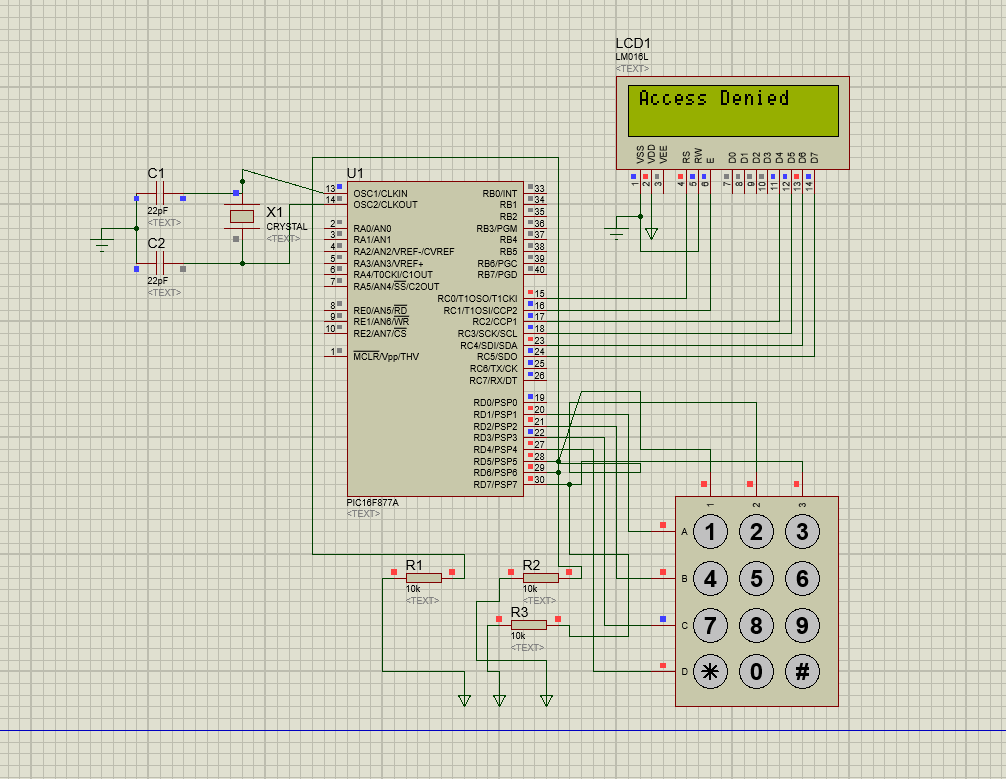 LCD1
LM016L
<TEXT>
Access Denied
VSS
VDD
VEE
RS
RW
E
D0
D1
D2
D3
D4
D5
D6
D7
1
2
3
4
5
6
7
8
9
10
11
12
13
14
C1
22pF
<TEXT>
C2
22pF
<TEXT>
X1
CRYSTAL
<TEXT>
U1
13 OSC1/CLKIN
14 OSC2/CLKOUT
2 RA0/AN0
3 RA1/AN1
4 RA2/AN2/VREF-/CVREF
5 RA3/AN3/VREF+
6 RA4/T0CKI/C1OUT
7 RA5/AN4/SS/C2OUT
8 RE0/AN5/RD
9 RE1/AN6/WR
10 RE2/AN7/CS
1 MCLR/Vpp/THV
RB0/INT 33
RB1 34
RB2 35
RB3/PGM 36
RB4 37
RB5 38
RB6/PGC 39
RB7/PGD 40
RC0/T1OSO/T1CKI 15
RC1/T1OSI/CCP2 16
RC2/CCP1 17
RC3/SCK/SCL 18
RC4/SDI/SDA 23
RC5/SDO 24
RC6/TX/CK 25
RC7/RX/DT 26
RD0/PSP0 19
RD1/PSP1 20
RD2/PSP2 21
RD3/PSP3 22
RD4/PSP4 27
RD5/PSP5 28
RD6/PSP6 29
RD7/PSP7 30
PIC16F877A
<TEXT>
R1
10k
<TEXT>
R2
10k
<TEXT>
R3
10k
<TEXT>
1 2 3
A 1 2 3
B 4 5 6
C 7 8 9
D * 0 #